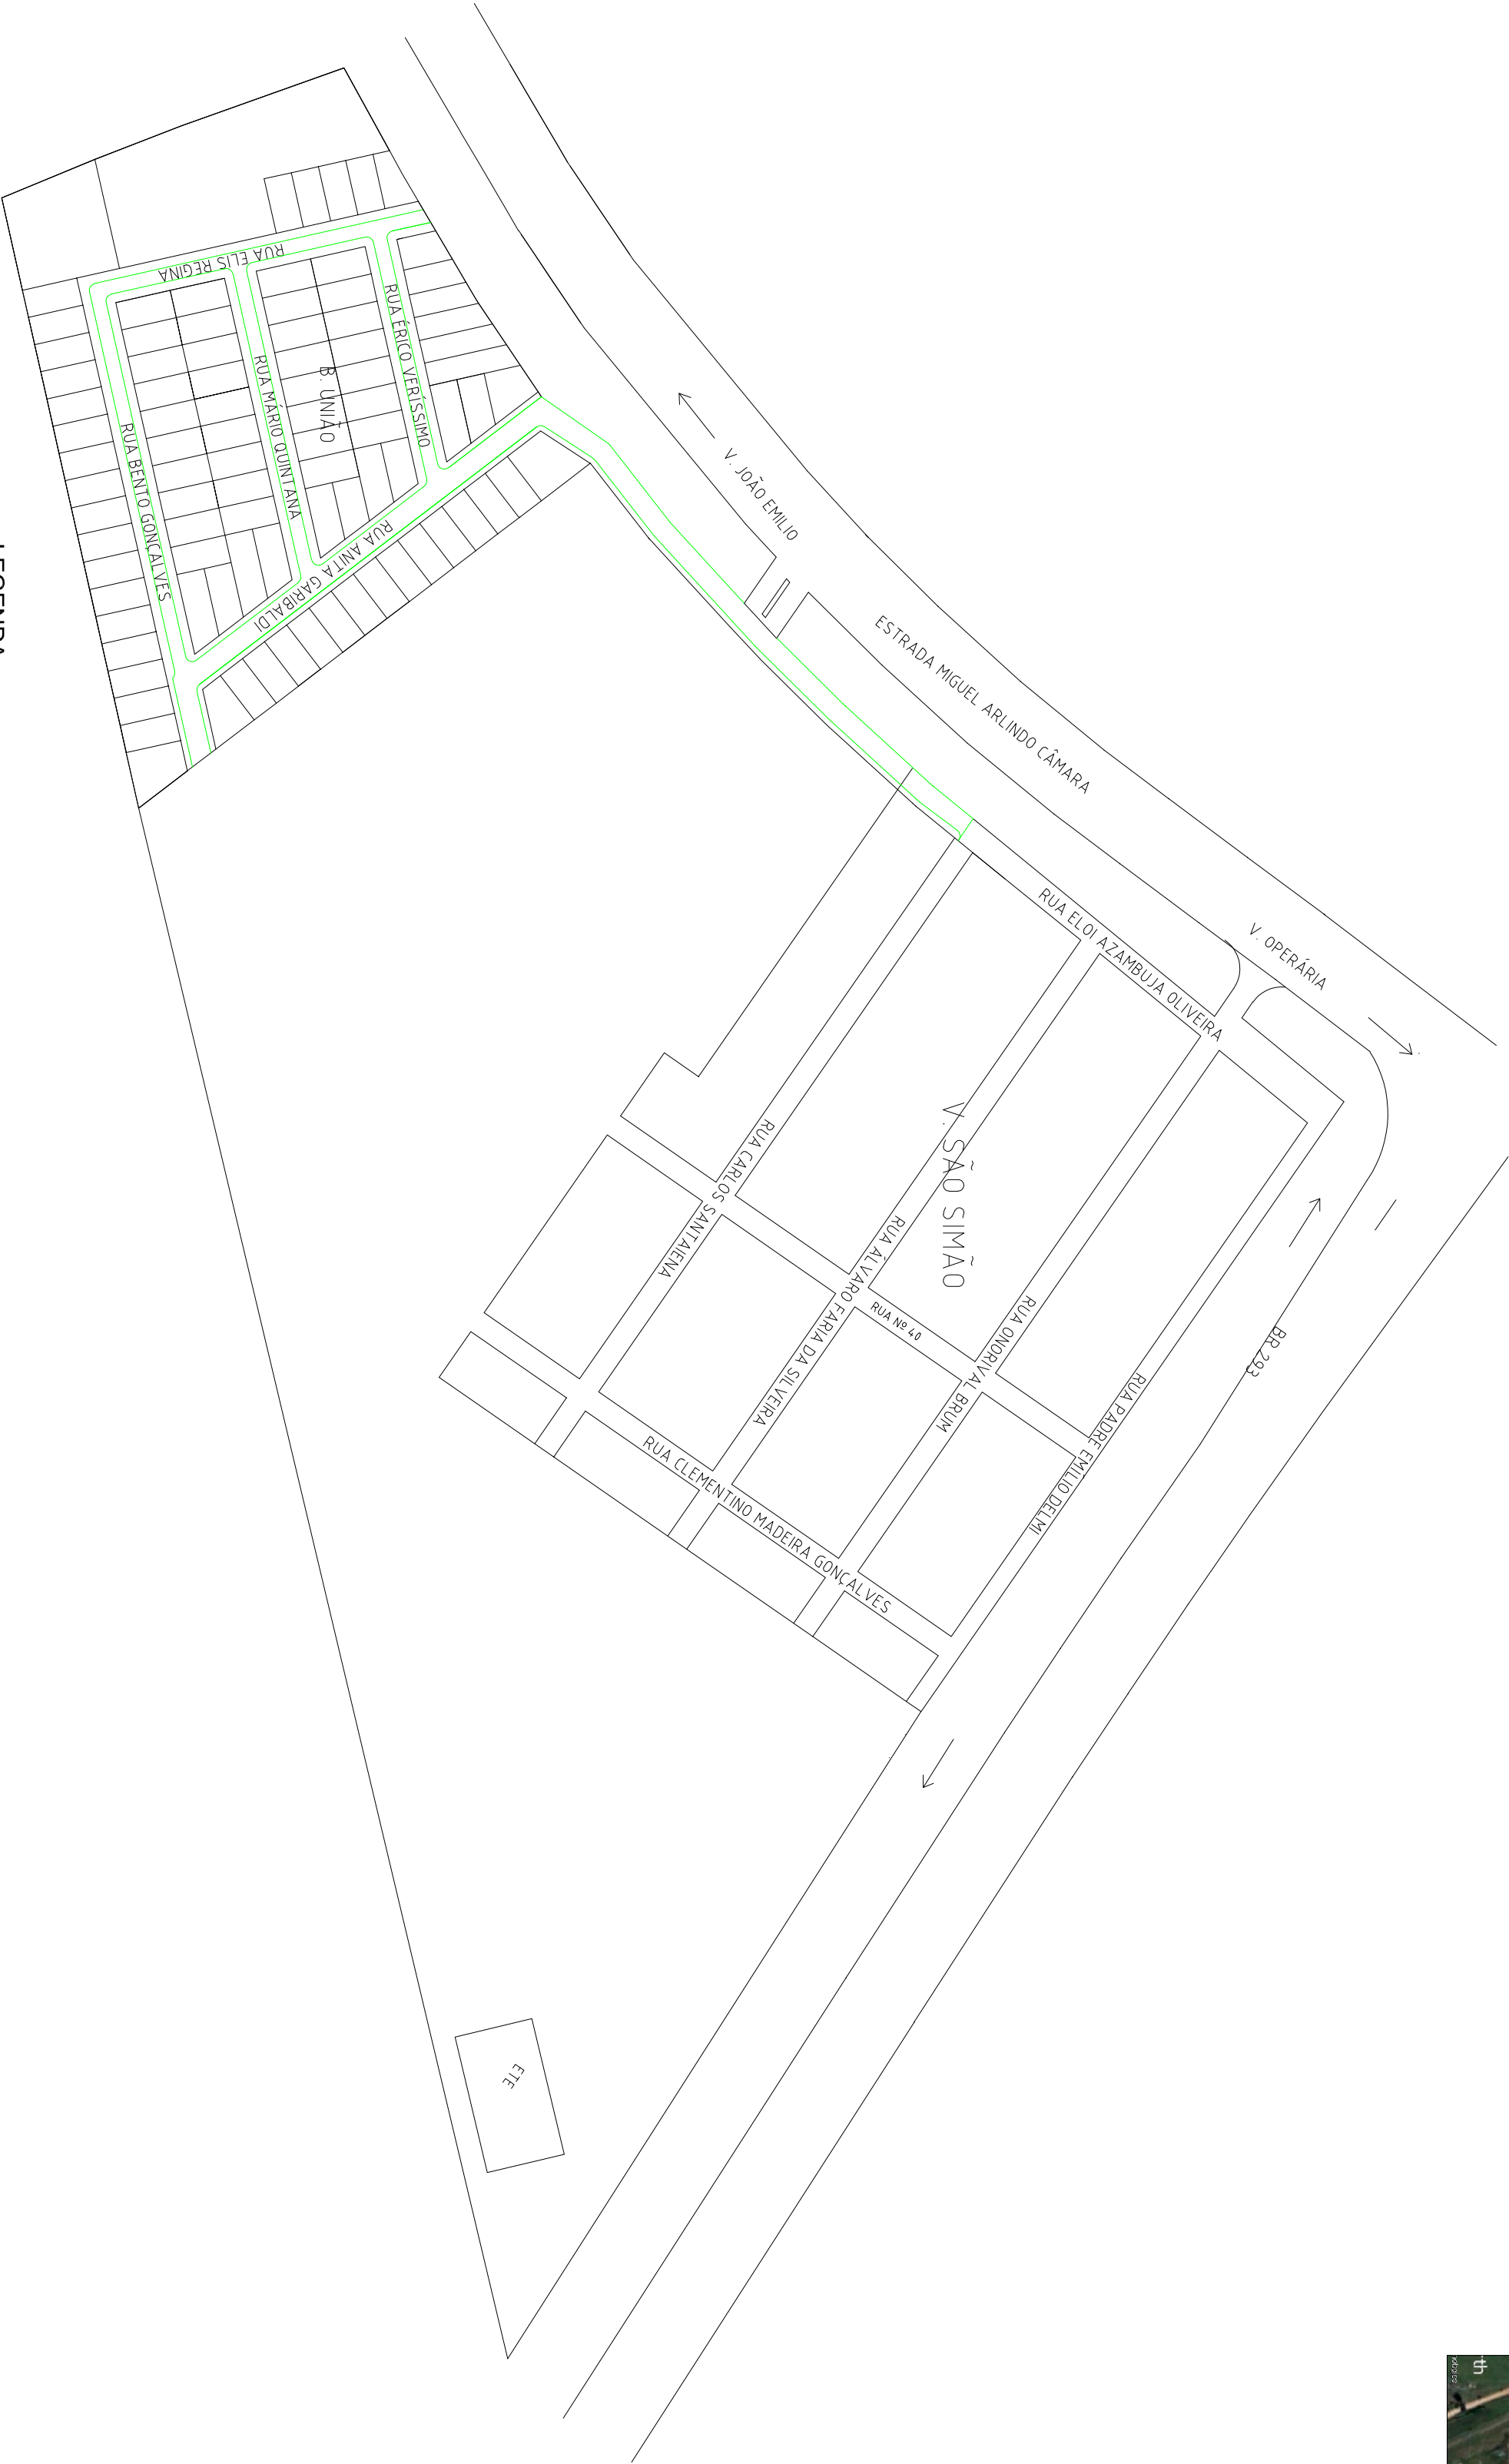 RUA ELIS REGINA
RUA ÉRICO VERÍSSIMO
B. UNIÃO
RUA MÁRIO QUINTANA
RUA BENTO GONÇALVES
RUA ANITA GARIBALDI
V. JOÃO EMILIO
ESTRADA MIGUEL ARLINDO CÂMARA
RUA ELOI AZAMBUJA OLIVEIRA
V. OPERÁRIA
V. SÃO SIMÃO
RUA CARLOS SANTAIENA
RUA ÁLVARO FARIA DA SILVEIRA
RUA Nº 40
RUA ONORIVAL BRUM
RUA PADRE EMILIO DELMI
BR 293
RUA CLEMENTINO MADEIRA GONÇALVES
ETE